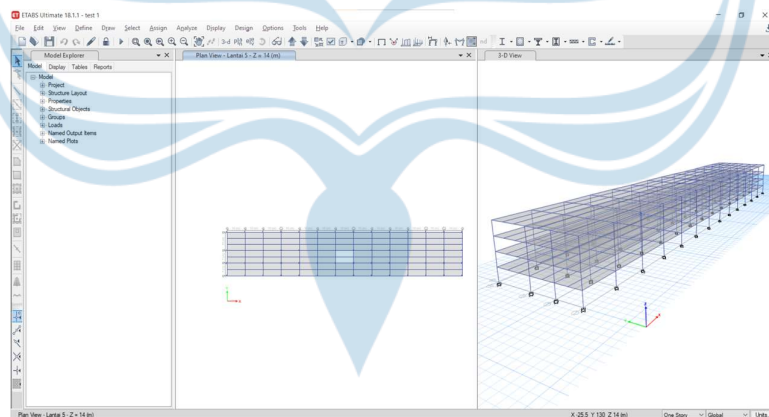 ETABS Ultimate 18.1.1 - test 1
File Edit View Define Draw Select Assign Analyze Display Design Options Tools Help
Model Explorer
Plan View - Lantai 5 - Z = 14 (m)
3-D View
Model Display Tables Reports
Model
Project
Structure Layout
Properties
Structural Objects
Groups
Loads
Named Output Items
Named Plots
Plan View - Lantai 5 - Z = 14 (m)
X -25.5 Y 130 Z 14 (m)
One Story
Global
Units